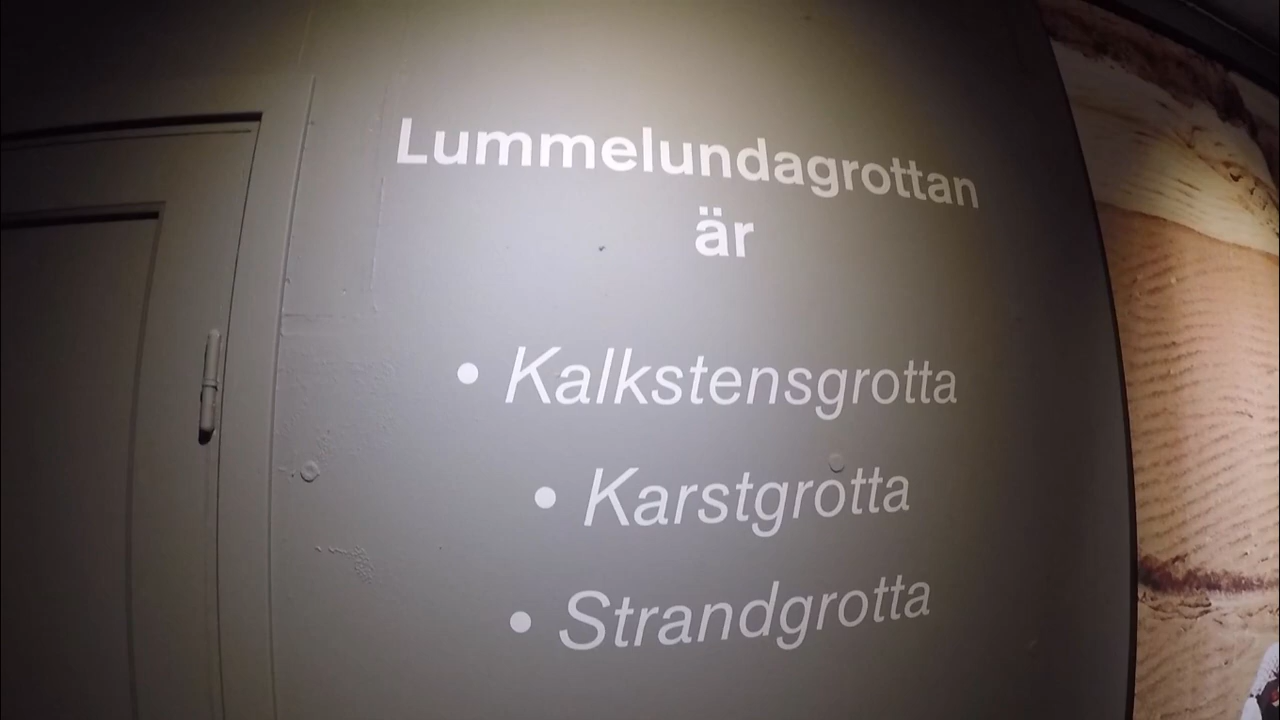 Lummelundagrottan
är
• Kalkstensgrotta
• Karstgrotta
• Strandgrotta